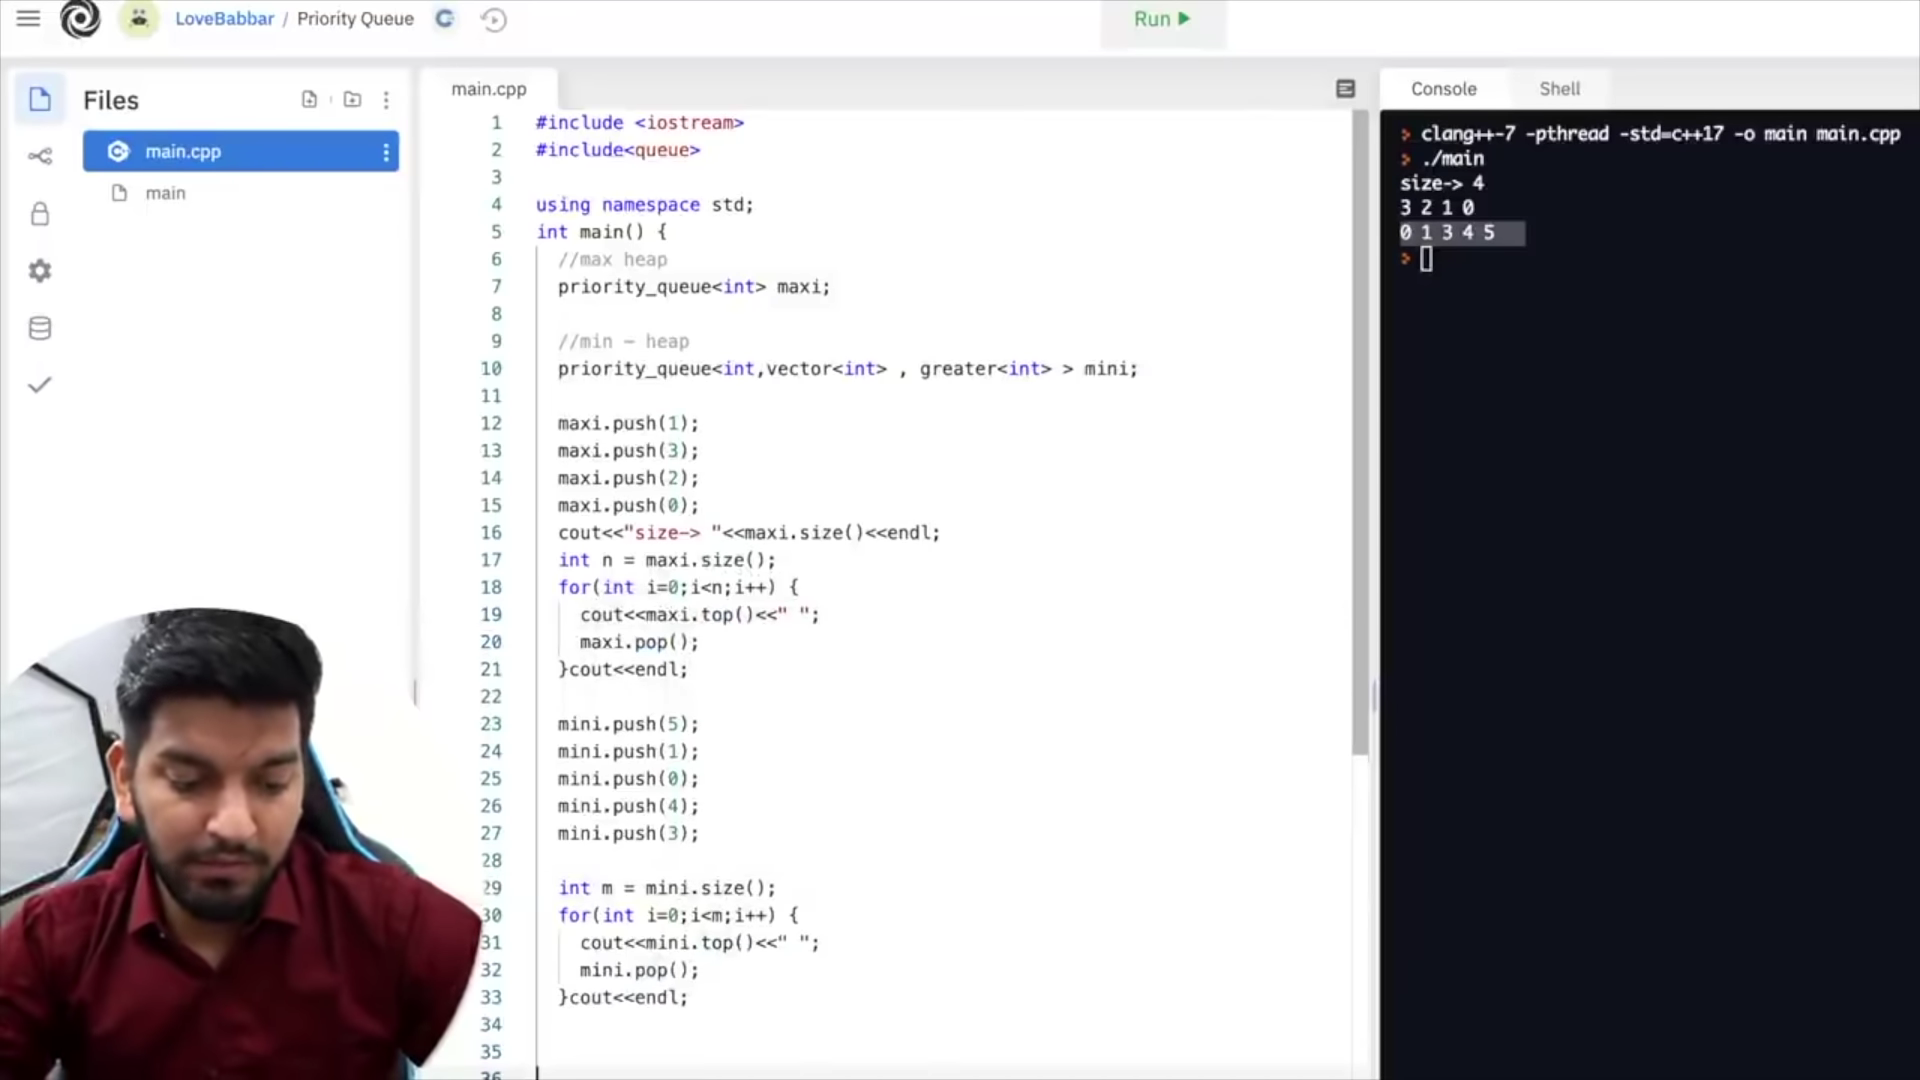 LoveBabbar / Priority Queue
Run
Files
main.cpp
main
main.cpp
1 #include <iostream>
2 #include<queue>
3
4 using namespace std;
5 int main() {
6 //max heap
7 priority_queue<int> maxi;
8
9 //min - heap
10 priority_queue<int,vector<int> , greater<int> > mini;
11
12 maxi.push(1);
13 maxi.push(3);
14 maxi.push(2);
15 maxi.push(0);
16 cout<<"size-> "<<maxi.size()<<endl;
17 int n = maxi.size();
18 for(int i=0;i<n;i++) {
19 cout<<maxi.top()<<" ";
20 maxi.pop();
21 }cout<<endl;
22
23 mini.push(5);
24 mini.push(1);
25 mini.push(0);
26 mini.push(4);
27 mini.push(3);
28
29 int m = mini.size();
30 for(int i=0;i<m;i++) {
31 cout<<mini.top()<<" ";
32 mini.pop();
33 }cout<<endl;
34
35
36
Console Shell
> clang++-7 -pthread -std=c++17 -o main main.cpp
> ./main
size-> 4
3 2 1 0
0 1 3 4 5
>